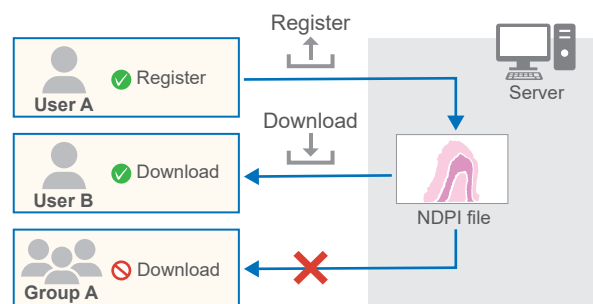 Register
Register
User A
Server
Download
Download
User B
NDPI file
Download
Group A